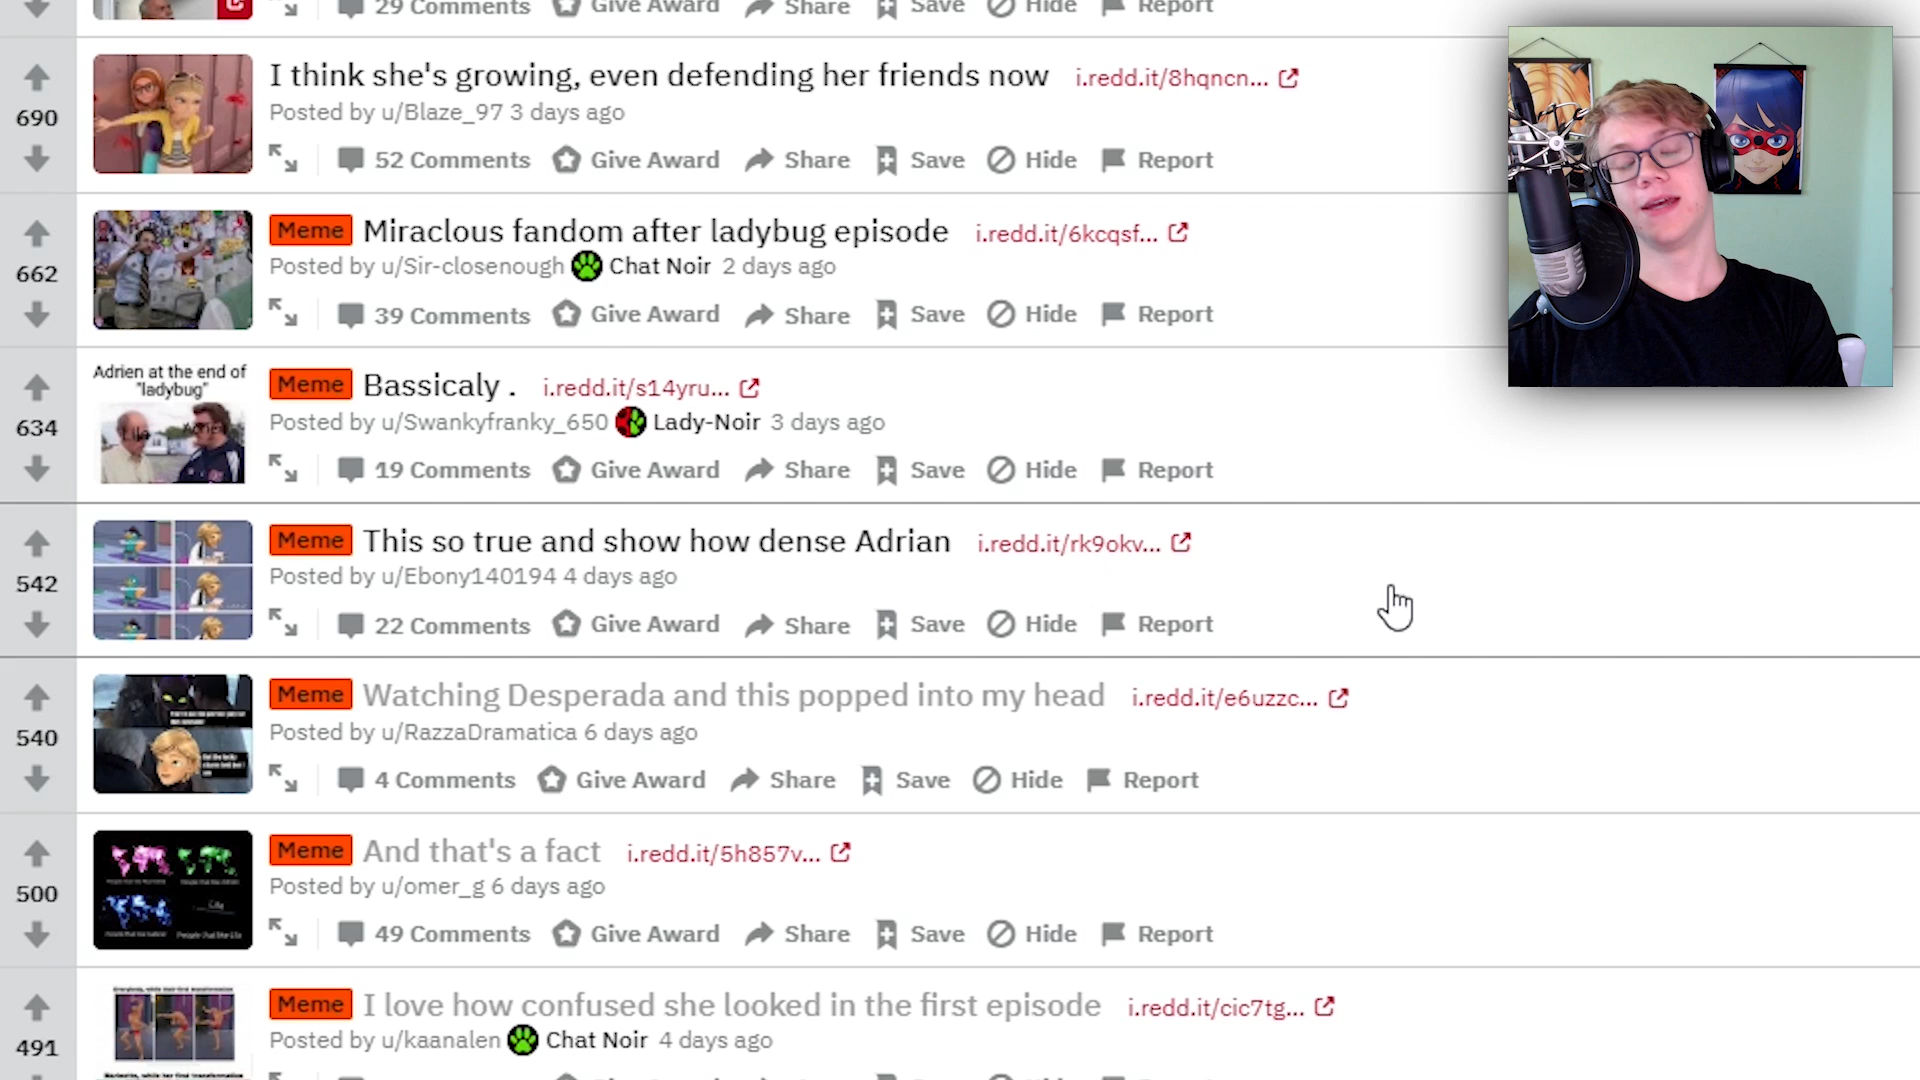 29 Comments Give Award Share Save Hide Report
690
I think she's growing, even defending her friends now i.redd.it/8hqncn...
Posted by u/Blaze_97 3 days ago
52 Comments Give Award Share Save Hide Report
662
Meme Miraclous fandom after ladybug episode i.redd.it/6kcqsf...
Posted by u/Sir-closenough Chat Noir 2 days ago
39 Comments Give Award Share Save Hide Report
634
Adrien at the end of
"ladybug"
Lila
Meme Bassicaly . i.redd.it/s14yru...
Posted by u/Swankyfranky_650 Lady-Noir 3 days ago
19 Comments Give Award Share Save Hide Report
542
Meme This so true and show how dense Adrian i.redd.it/rk9okv...
Posted by u/Ebony140194 4 days ago
22 Comments Give Award Share Save Hide Report
540
Meme Watching Desperada and this popped into my head i.redd.it/e6uzzc...
Posted by u/RazzaDramatica 6 days ago
4 Comments Give Award Share Save Hide Report
500
Meme And that's a fact i.redd.it/5h857v...
Posted by u/omer_g 6 days ago
49 Comments Give Award Share Save Hide Report
491
Meme I love how confused she looked in the first episode i.redd.it/cic7tg...
Posted by u/kaanalen Chat Noir 4 days ago